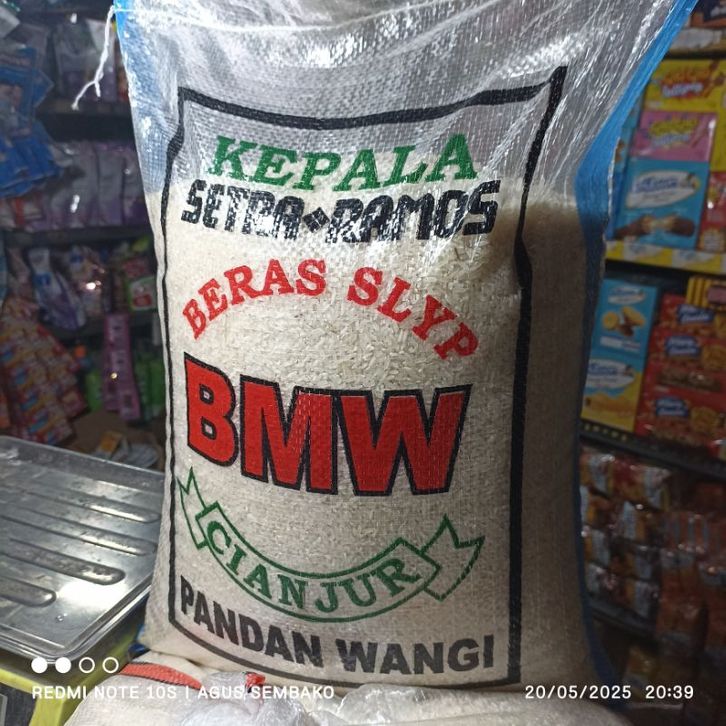 KEPALA
SETRA RAMOS
BERAS SLYP
BMW
CIANJUR
PANDAN WANGI
REDMI NOTE 10S | AGUS SEMBAKO
20/05/2025 20:39